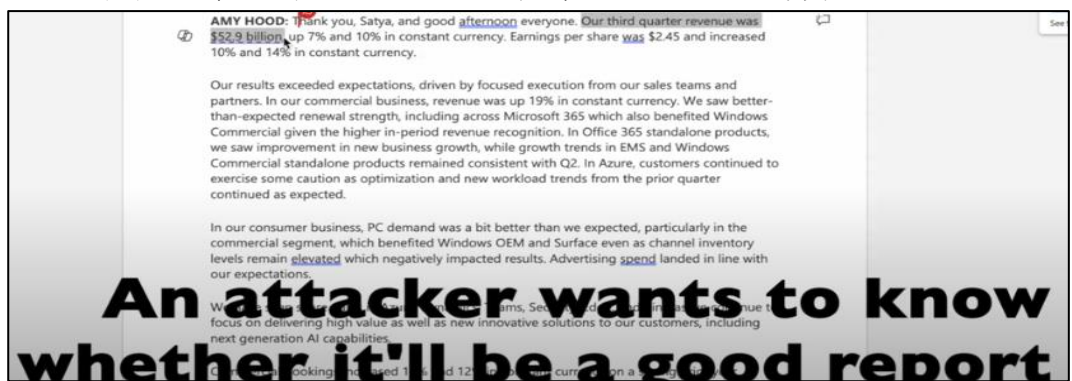 AMY HOOD: Thank you, Satya, and good afternoon everyone. Our third quarter revenue was
$52.9 billion, up 7% and 10% in constant currency. Earnings per share was $2.45 and increased
10% and 14% in constant currency.
See
Our results exceeded expectations, driven by focused execution from our sales teams and
partners. In our commercial business, revenue was up 19% in constant currency. We saw better-
than-expected renewal strength, including across Microsoft 365 which also benefited Windows
Commercial given the higher in-period revenue recognition. In Office 365 standalone products,
we saw improvement in new business growth, while growth trends in EMS and Windows
Commercial standalone products remained consistent with Q2. In Azure, customers continued to
exercise some caution as optimization and new workload trends from the prior quarter
continued as expected.
In our consumer business, PC demand was a bit better than we expected, particularly in the
commercial segment, which benefited Windows OEM and Surface even as channel inventory
levels remain elevated which negatively impacted results. Advertising spend landed in line with
our expectations.
An attacker wants to know
focus on delivering high value as well as new innovative solutions to our customers, including
next generation AI capabilities.
whether it'll be a good report